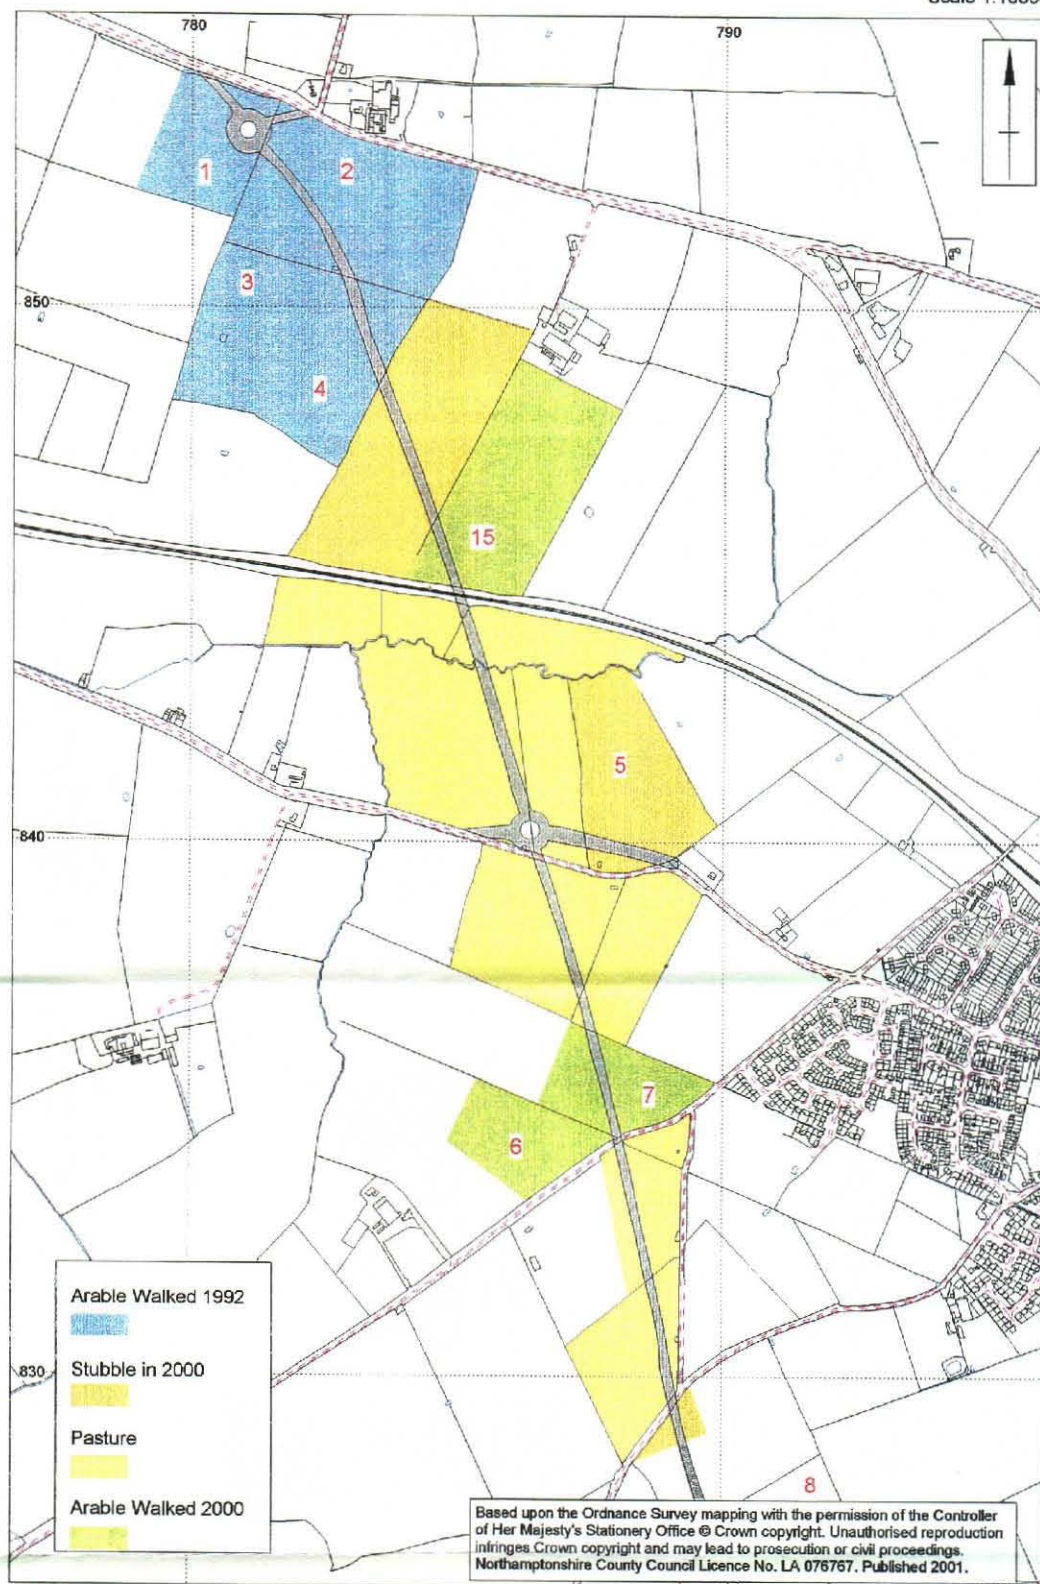 780
790
1
2
3
850
4
15
5
840
7
6
Arable Walked 1992
Stubble in 2000
830
Pasture
Arable Walked 2000
8
Based upon the Ordnance Survey mapping with the permission of the Controller
of Her Majesty's Stationery Office © Crown copyright. Unauthorised reproduction
infringes Crown copyright and may lead to prosecution or civil proceedings.
Northamptonshire County Council Licence No. LA 076767. Published 2001.